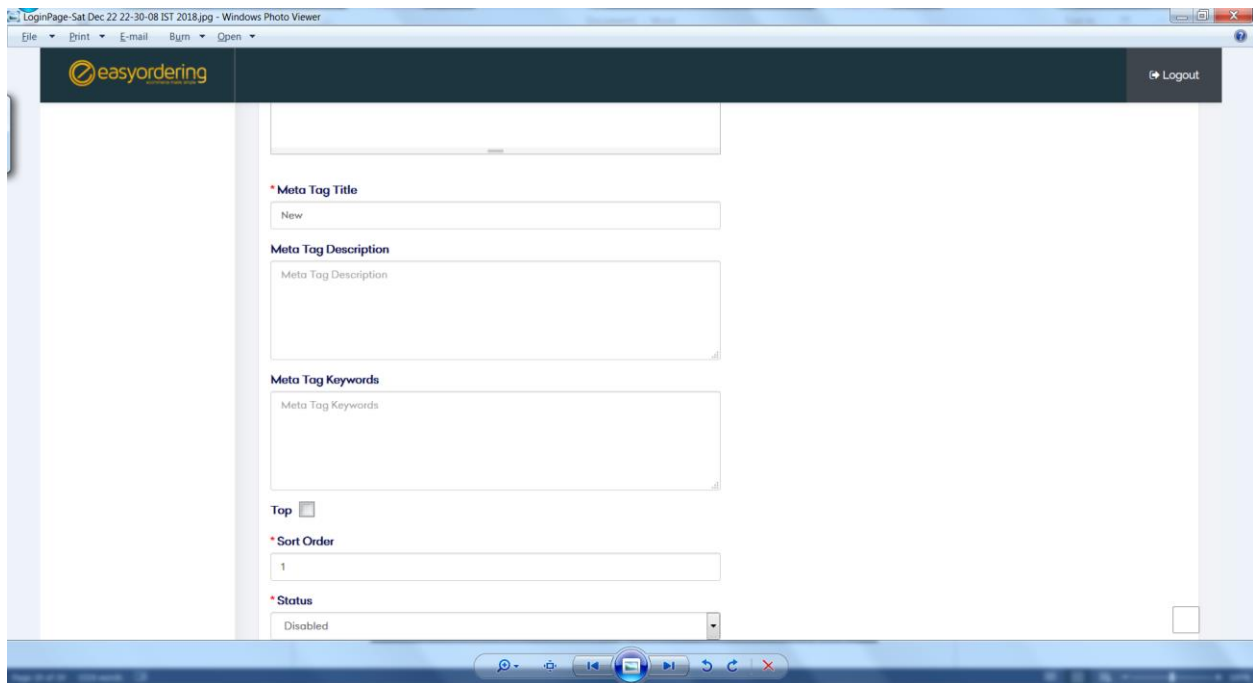 LoginPage-Sat Dec 22 22-30-08 IST 2018.jpg - Windows Photo Viewer
File Print E-mail Burn Open
easyordering
Logout
* Meta Tag Title
New
Meta Tag Description
Meta Tag Description
Meta Tag Keywords
Meta Tag Keywords
Top
* Sort Order
1
* Status
Disabled